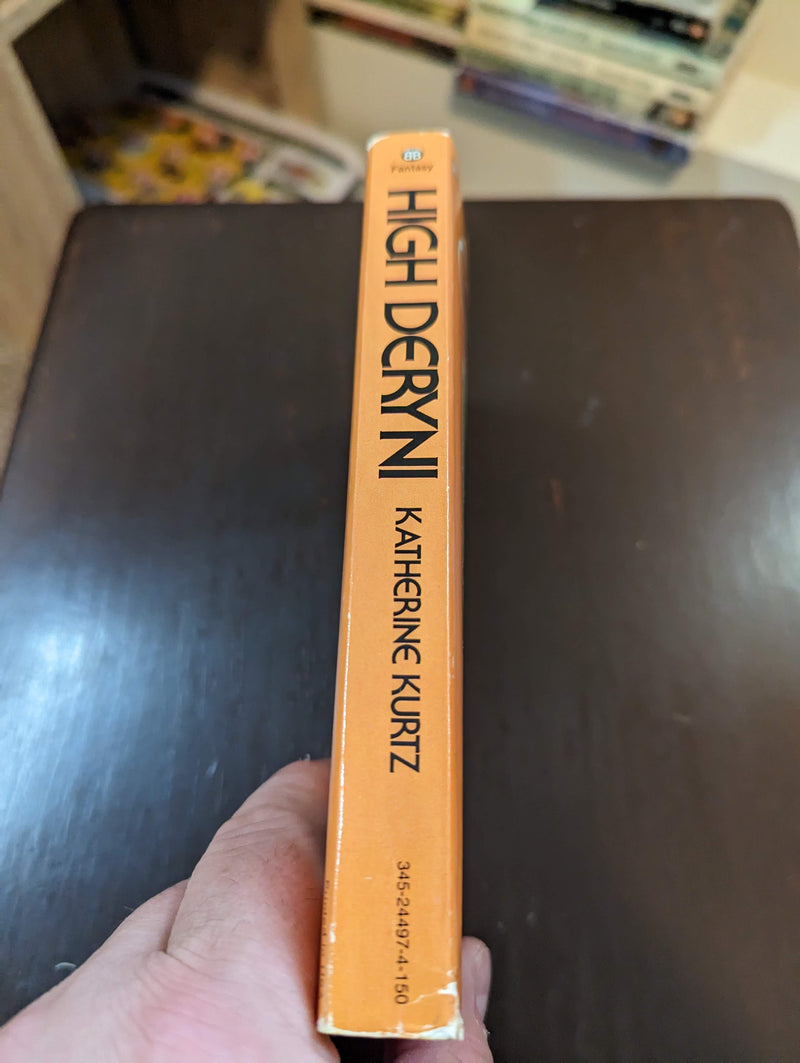 BB
Fantasy
HIGH DERYNI
KATHERINE KURTZ
345-24497-4-150